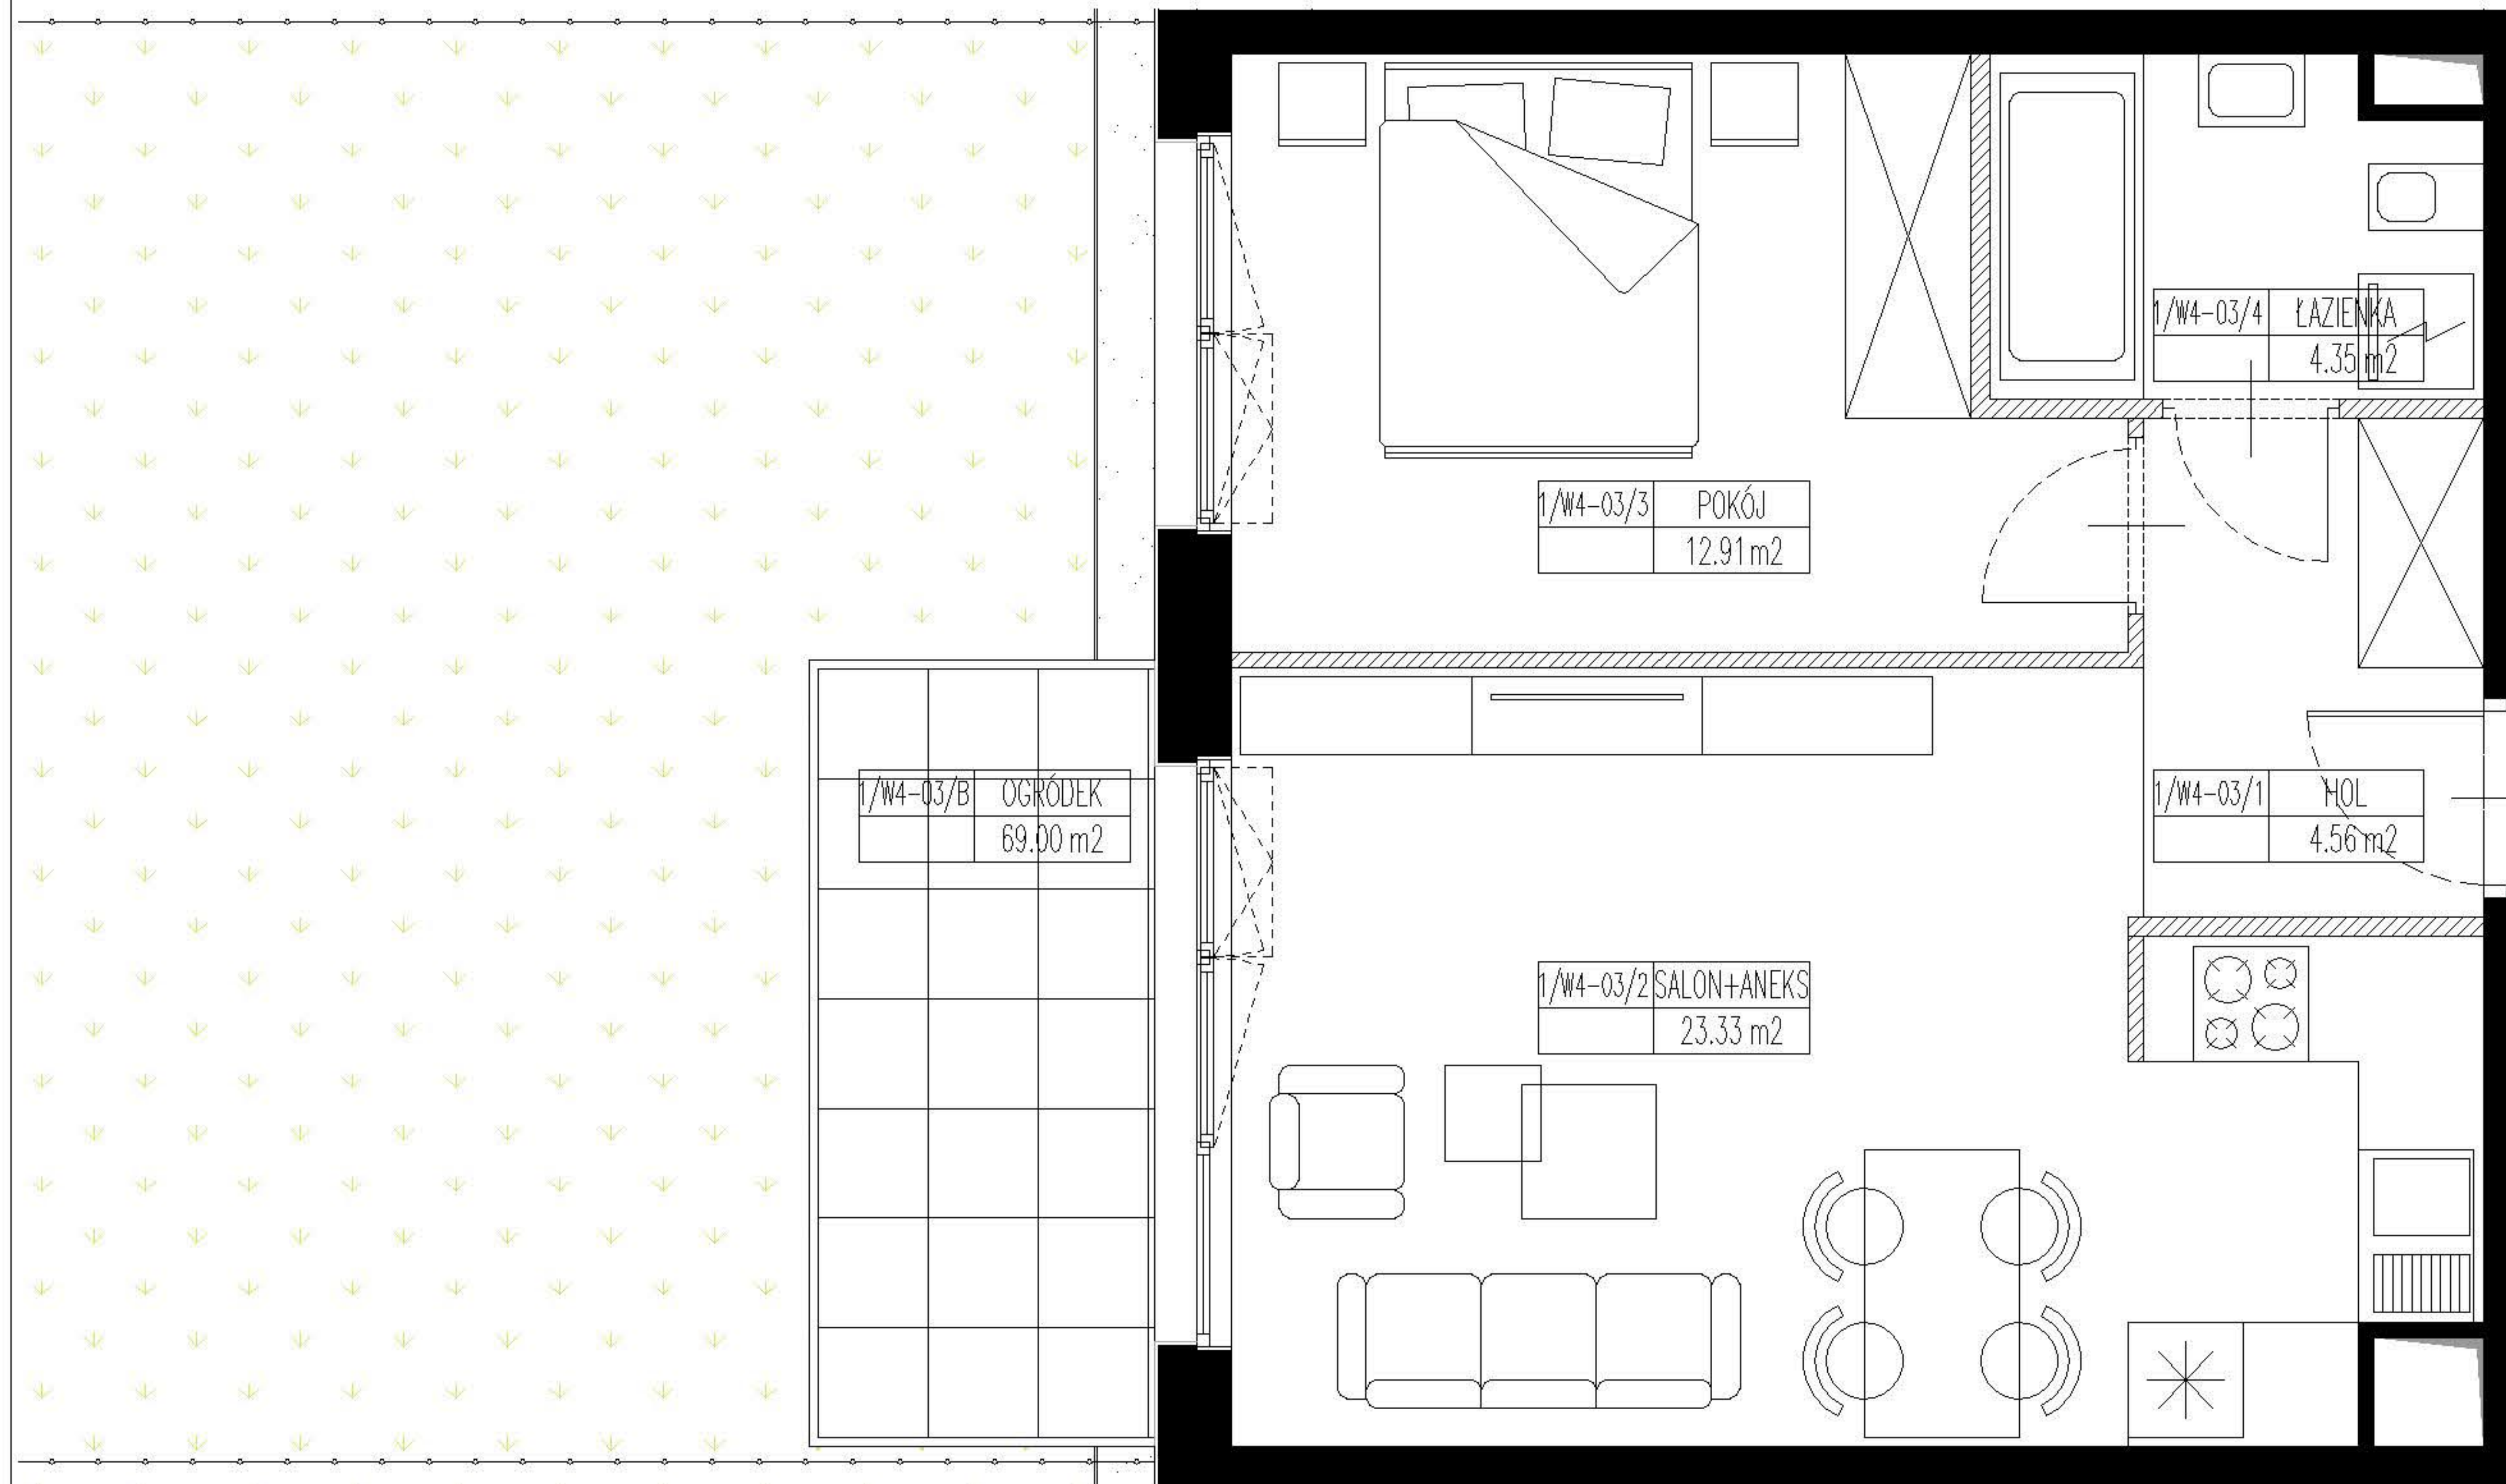 1/W4-03/4 ŁAZIENKA
4.35 m2
1/W4-03/3 POKÓJ
12.91 m2
1/W4-03/B OGRÓDEK
69.00 m2
1/W4-03/1 HOL
4.56 m2
1/W4-03/2 SALON+ANEKS
23.33 m2